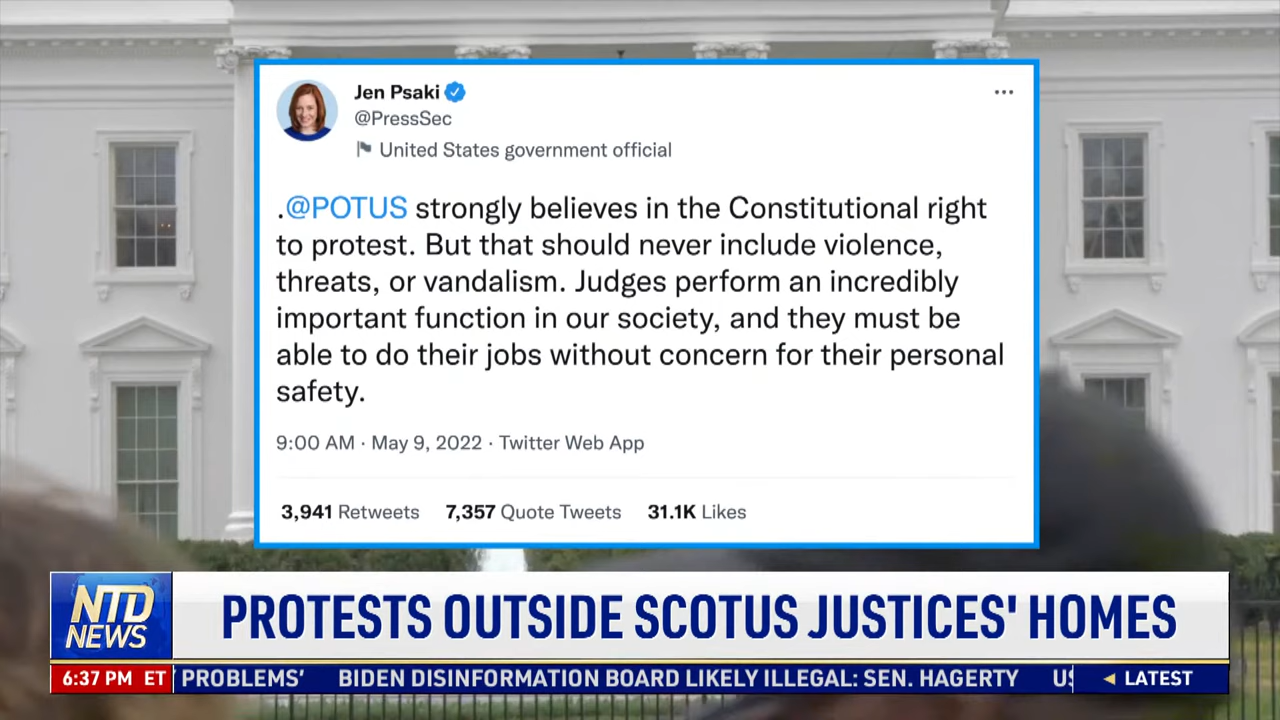 Jen Psaki
@PressSec
United States government official
.@POTUS strongly believes in the Constitutional right
to protest. But that should never include violence,
threats, or vandalism. Judges perform an incredibly
important function in our society, and they must be
able to do their jobs without concern for their personal
safety.
9:00 AM · May 9, 2022 · Twitter Web App
3,941 Retweets 7,357 Quote Tweets 31.1K Likes
NTD
NEWS
PROTESTS OUTSIDE SCOTUS JUSTICES' HOMES
6:37 PM ET PROBLEMS' BIDEN DISINFORMATION BOARD LIKELY ILLEGAL: SEN. HAGERTY ◄ LATEST